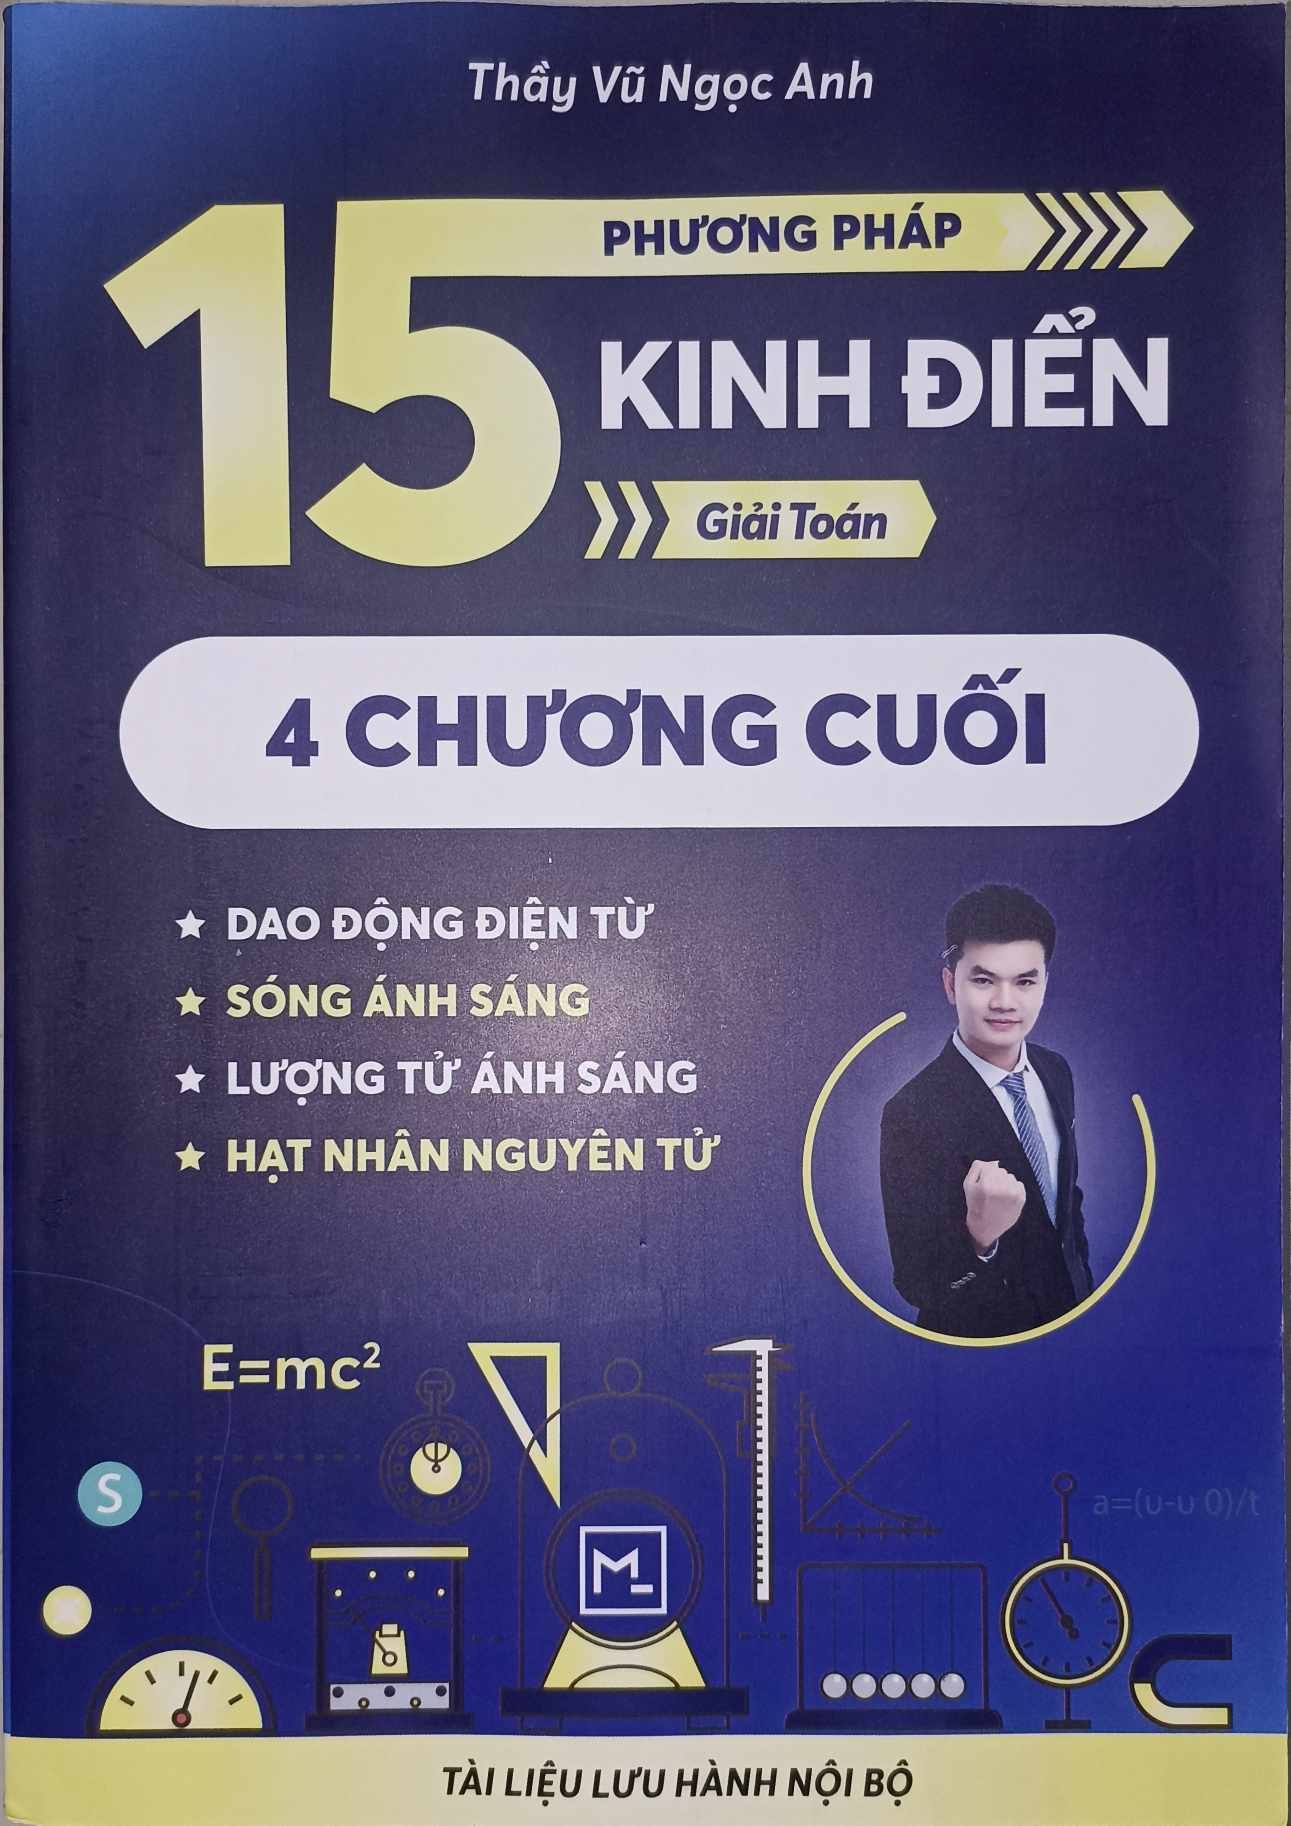 Thầy Vũ Ngọc Anh
15
PHƯƠNG PHÁP
KINH ĐIỂN
Giải Toán
4 CHƯƠNG CUỐI
★ DAO ĐỘNG ĐIỆN TỪ
★ SÓNG ÁNH SÁNG
★ LƯỢNG TỬ ÁNH SÁNG
★ HẠT NHÂN NGUYÊN TỬ
E=mc²
S
M_
a=(u-u 0)/t
TÀI LIỆU LƯU HÀNH NỘI BỘ